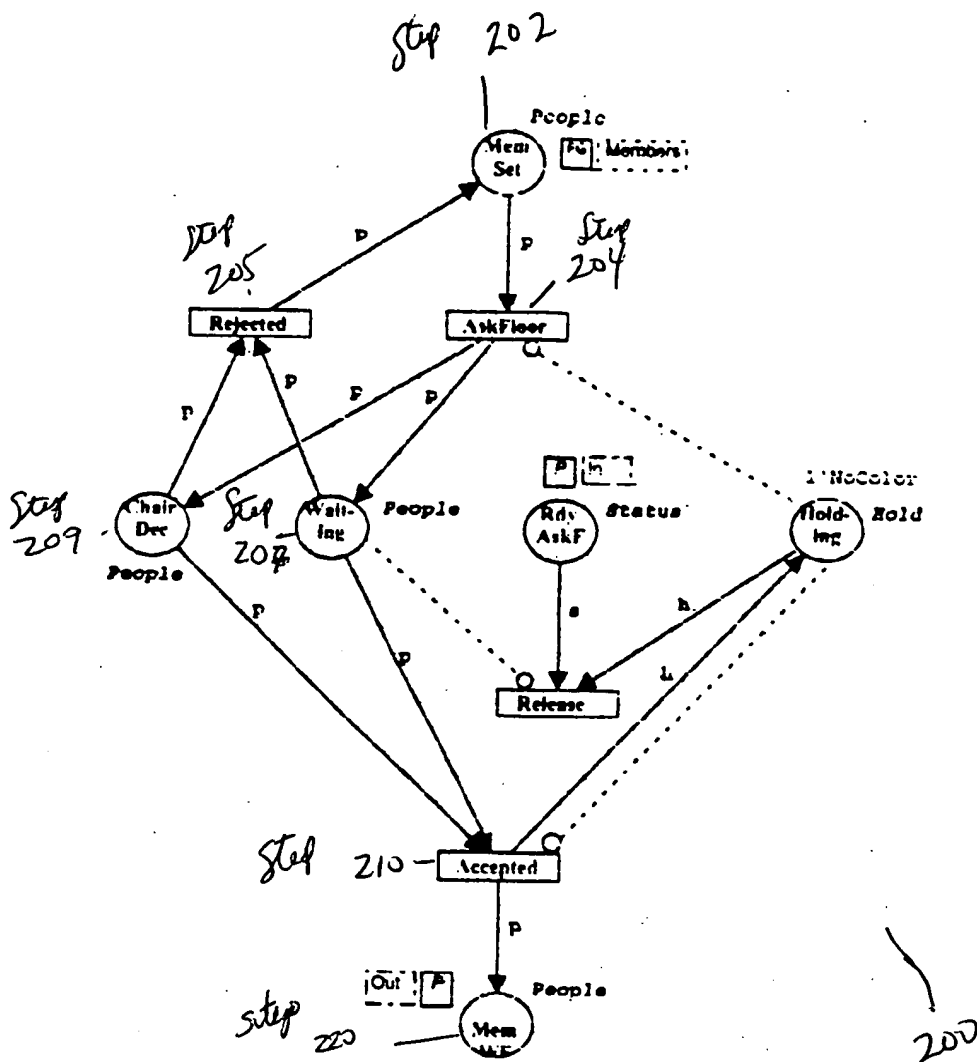 Step 202
People
Mem
Set
FG Members
p
p
Step
205
Step
204
Rejected
AskFloor
p
p
p
p
P In
1'NoColor
Step
209
Chair
Dec
People
Step
Wait-
ing
People
Rdy
AskF
Status
Hold-
ing
Hold
p
p
s
h
h
Release
Step 210
Accepted
p
Out P
People
Step
220
Mem
200